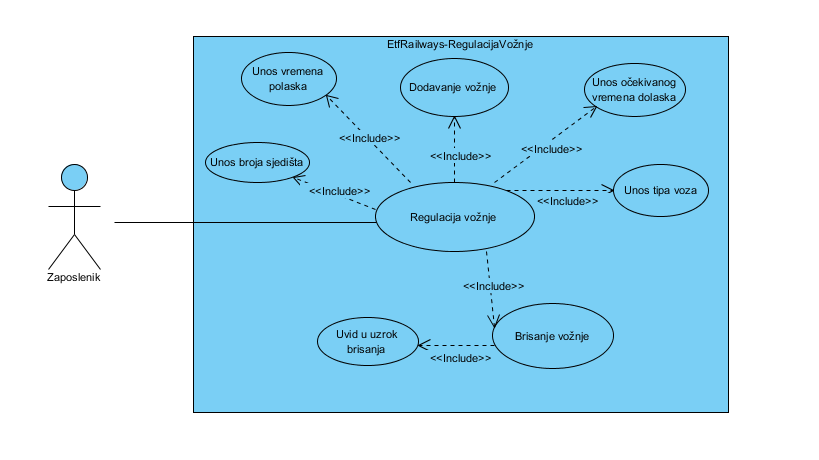 EtfRailways-RegulacijaVožnje
Unos vremena
polaska
Dodavanje vožnje
Unos očekivanog
vremena dolaska
<<Include>>
<<Include>>
<<Include>>
Unos broja sjedišta
<<Include>>
Unos tipa voza
<<Include>>
Regulacija vožnje
Zaposlenik
<<Include>>
Uvid u uzrok
brisanja
Brisanje vožnje
<<Include>>